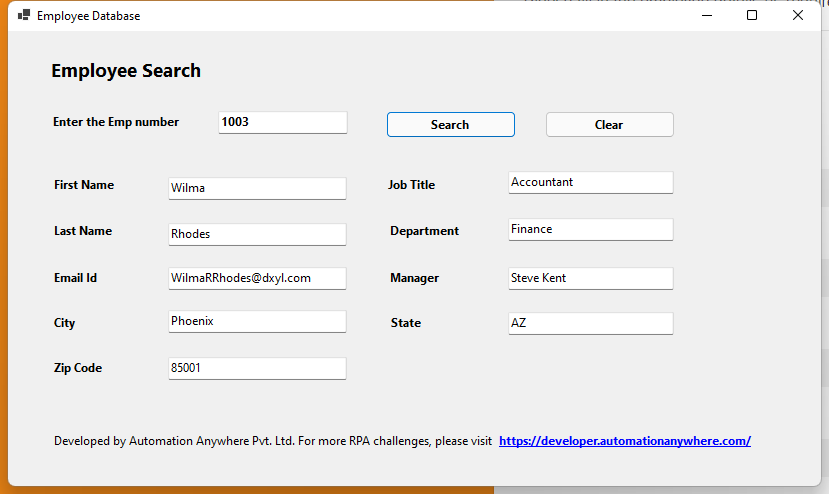 Employee Database
Employee Search
Enter the Emp number 1003 Search Clear
First Name Wilma Job Title Accountant
Last Name Rhodes Department Finance
Email Id WilmaRRhodes@dxyl.com Manager Steve Kent
City Phoenix State AZ
Zip Code 85001
Developed by Automation Anywhere Pvt. Ltd. For more RPA challenges, please visit https://developer.automationanywhere.com/